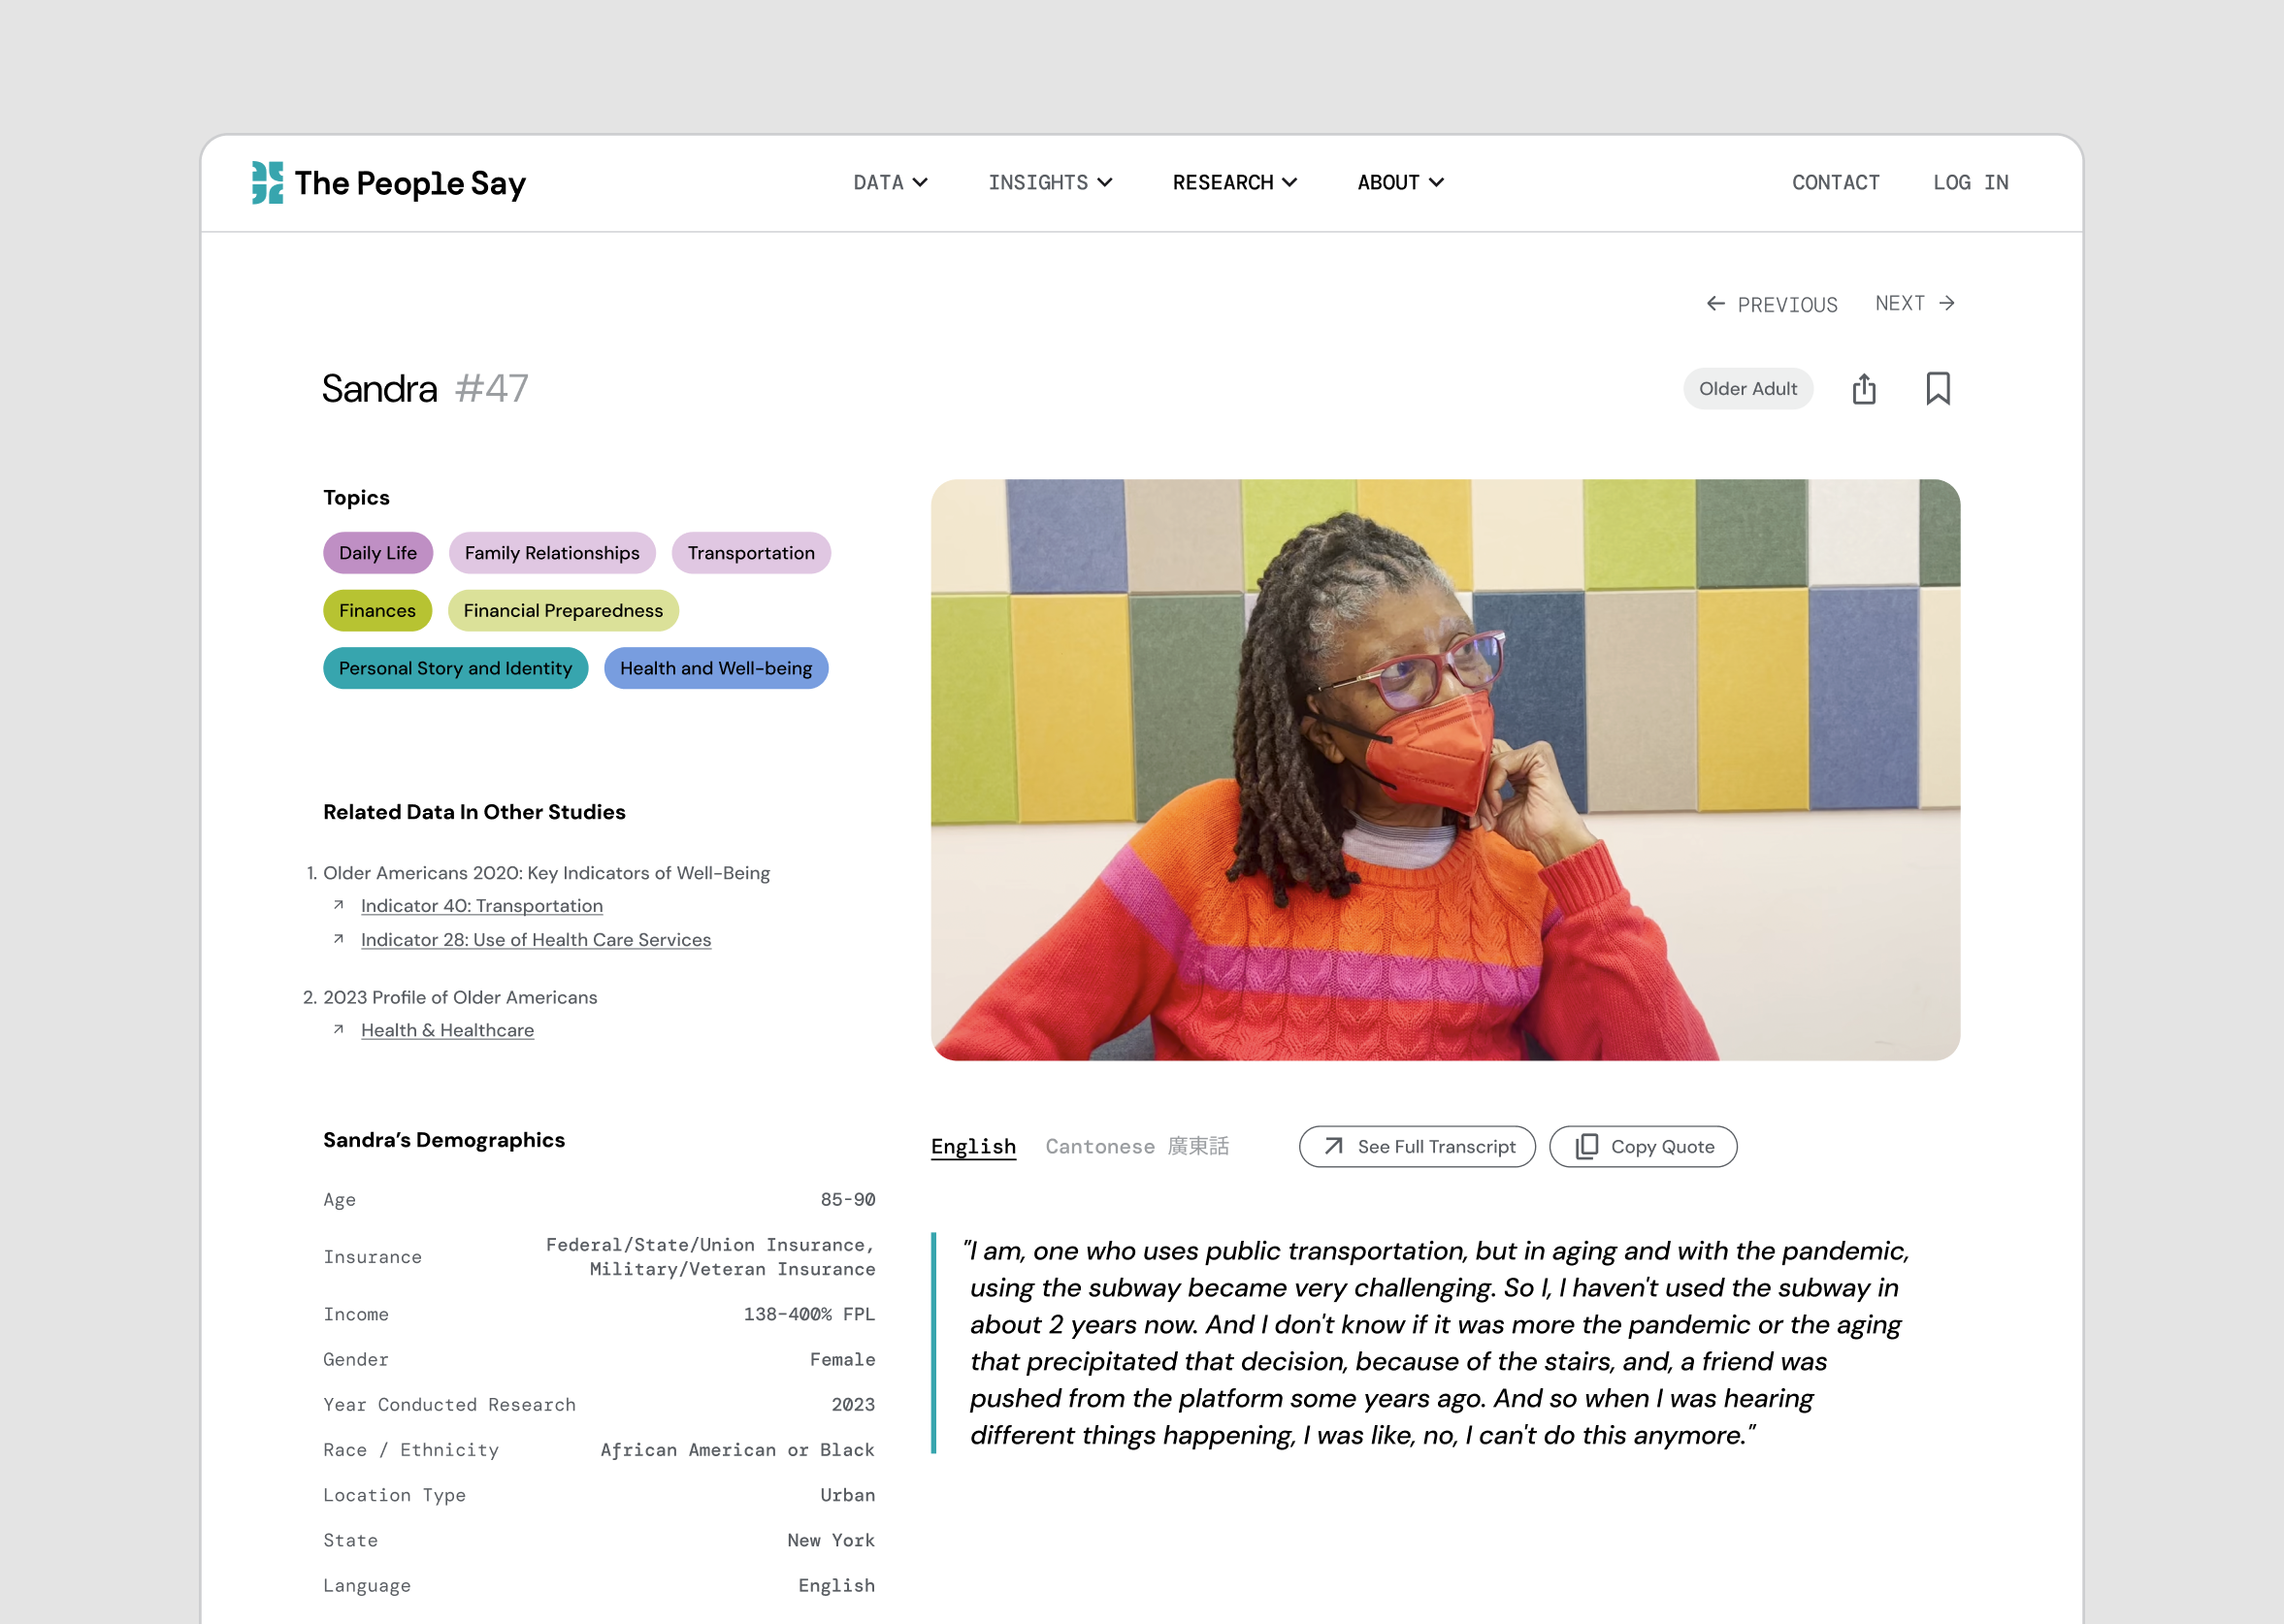 The People Say
DATA
INSIGHTS
RESEARCH
ABOUT
CONTACT
LOG IN
← PREVIOUS
NEXT →
Sandra #47
Older Adult
Topics
Daily Life
Family Relationships
Transportation
Finances
Financial Preparedness
Personal Story and Identity
Health and Well-being
Related Data In Other Studies
1. Older Americans 2020: Key Indicators of Well-Being
Indicator 40: Transportation
Indicator 28: Use of Health Care Services
2. 2023 Profile of Older Americans
Health & Healthcare
Sandra’s Demographics
Age 85-90
Insurance Federal/State/Union Insurance,
Military/Veteran Insurance
Income 138-400% FPL
Gender Female
Year Conducted Research 2023
Race / Ethnicity African American or Black
Location Type Urban
State New York
Language English
English
Cantonese 廣東話
See Full Transcript
Copy Quote
"I am, one who uses public transportation, but in aging and with the pandemic,
using the subway became very challenging. So I, I haven't used the subway in
about 2 years now. And I don't know if it was more the pandemic or the aging
that precipitated that decision, because of the stairs, and, a friend was
pushed from the platform some years ago. And so when I was hearing
different things happening, I was like, no, I can't do this anymore."